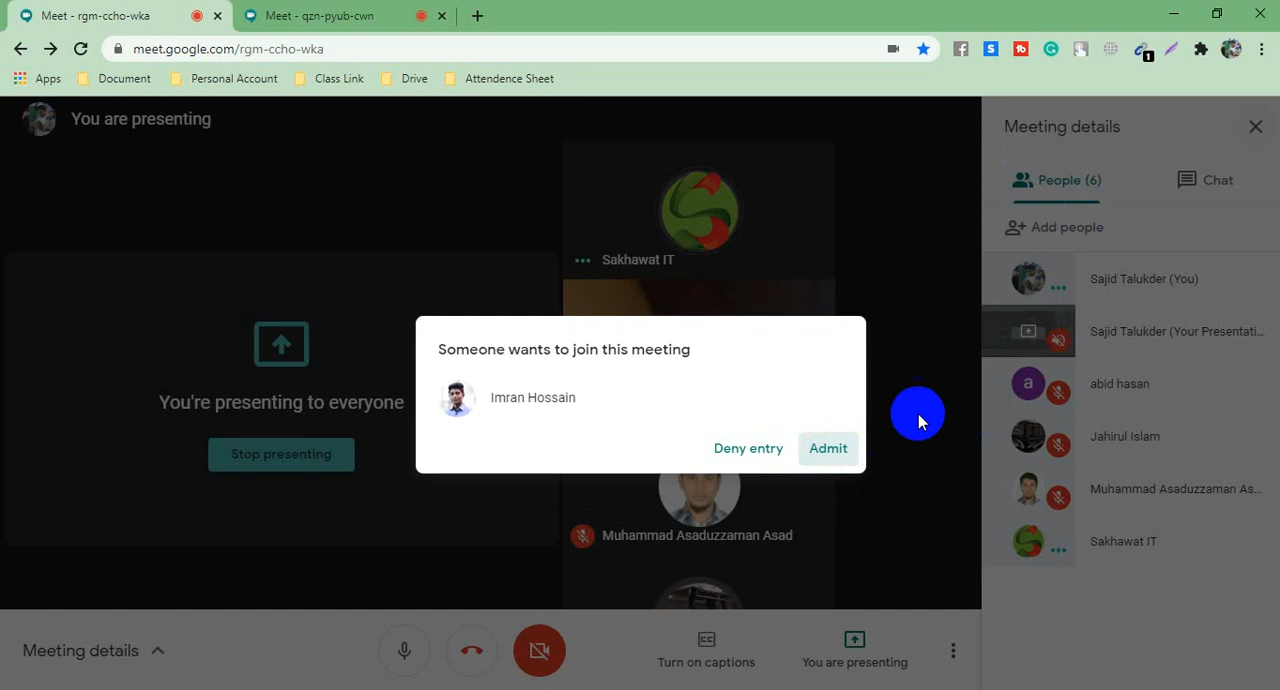 Meet - rgm-ccho-wka
Meet - qzn-pyub-cwn
meet.google.com/rgm-ccho-wka
1
Apps
Document
Personal Account
Class Link
Drive
Attendence Sheet
You are presenting
Meeting details
People (6)
Chat
Add people
Sakhawat IT
Sajid Talukder (You)
Sajid Talukder (Your Presentati...
a
abid hasan
Jahirul Islam
Muhammad Asaduzzaman As...
Sakhawat IT
Someone wants to join this meeting
Imran Hossain
Deny entry
Admit
You're presenting to everyone
Stop presenting
Muhammad Asaduzzaman Asad
Meeting details
CC
Turn on captions
You are presenting